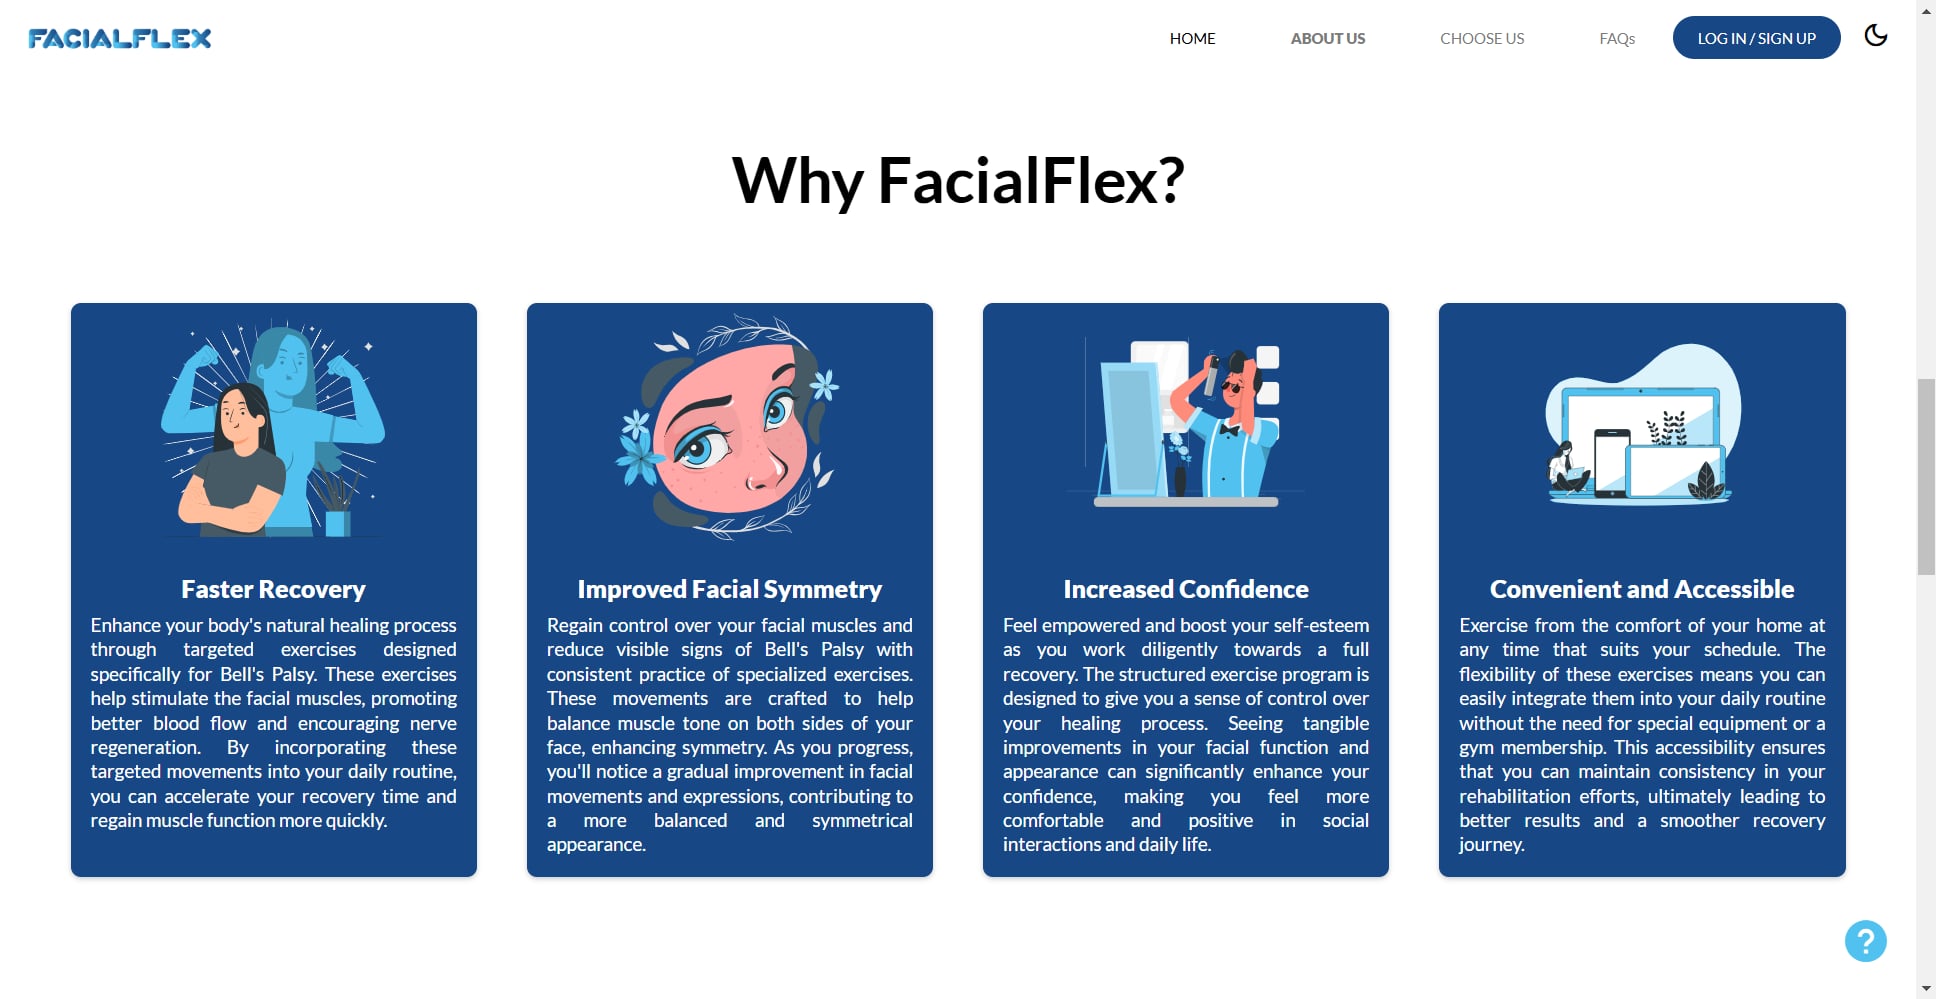 FACIALFLEX
HOME
ABOUT US
CHOOSE US
FAQs
LOG IN / SIGN UP
Why FacialFlex?
Faster Recovery
Enhance your body's natural healing process
through targeted exercises designed
specifically for Bell's Palsy. These exercises
help stimulate the facial muscles, promoting
better blood flow and encouraging nerve
regeneration. By incorporating these
targeted movements into your daily routine,
you can accelerate your recovery time and
regain muscle function more quickly.
Improved Facial Symmetry
Regain control over your facial muscles and
reduce visible signs of Bell's Palsy with
consistent practice of specialized exercises.
These movements are crafted to help
balance muscle tone on both sides of your
face, enhancing symmetry. As you progress,
you'll notice a gradual improvement in facial
movements and expressions, contributing to
a more balanced and symmetrical
appearance.
Increased Confidence
Feel empowered and boost your self-esteem
as you work diligently towards a full
recovery. The structured exercise program is
designed to give you a sense of control over
your healing process. Seeing tangible
improvements in your facial function and
appearance can significantly enhance your
confidence, making you feel more
comfortable and positive in social
interactions and daily life.
Convenient and Accessible
Exercise from the comfort of your home at
any time that suits your schedule. The
flexibility of these exercises means you can
easily integrate them into your daily routine
without the need for special equipment or a
gym membership. This accessibility ensures
that you can maintain consistency in your
rehabilitation efforts, ultimately leading to
better results and a smoother recovery
journey.
?